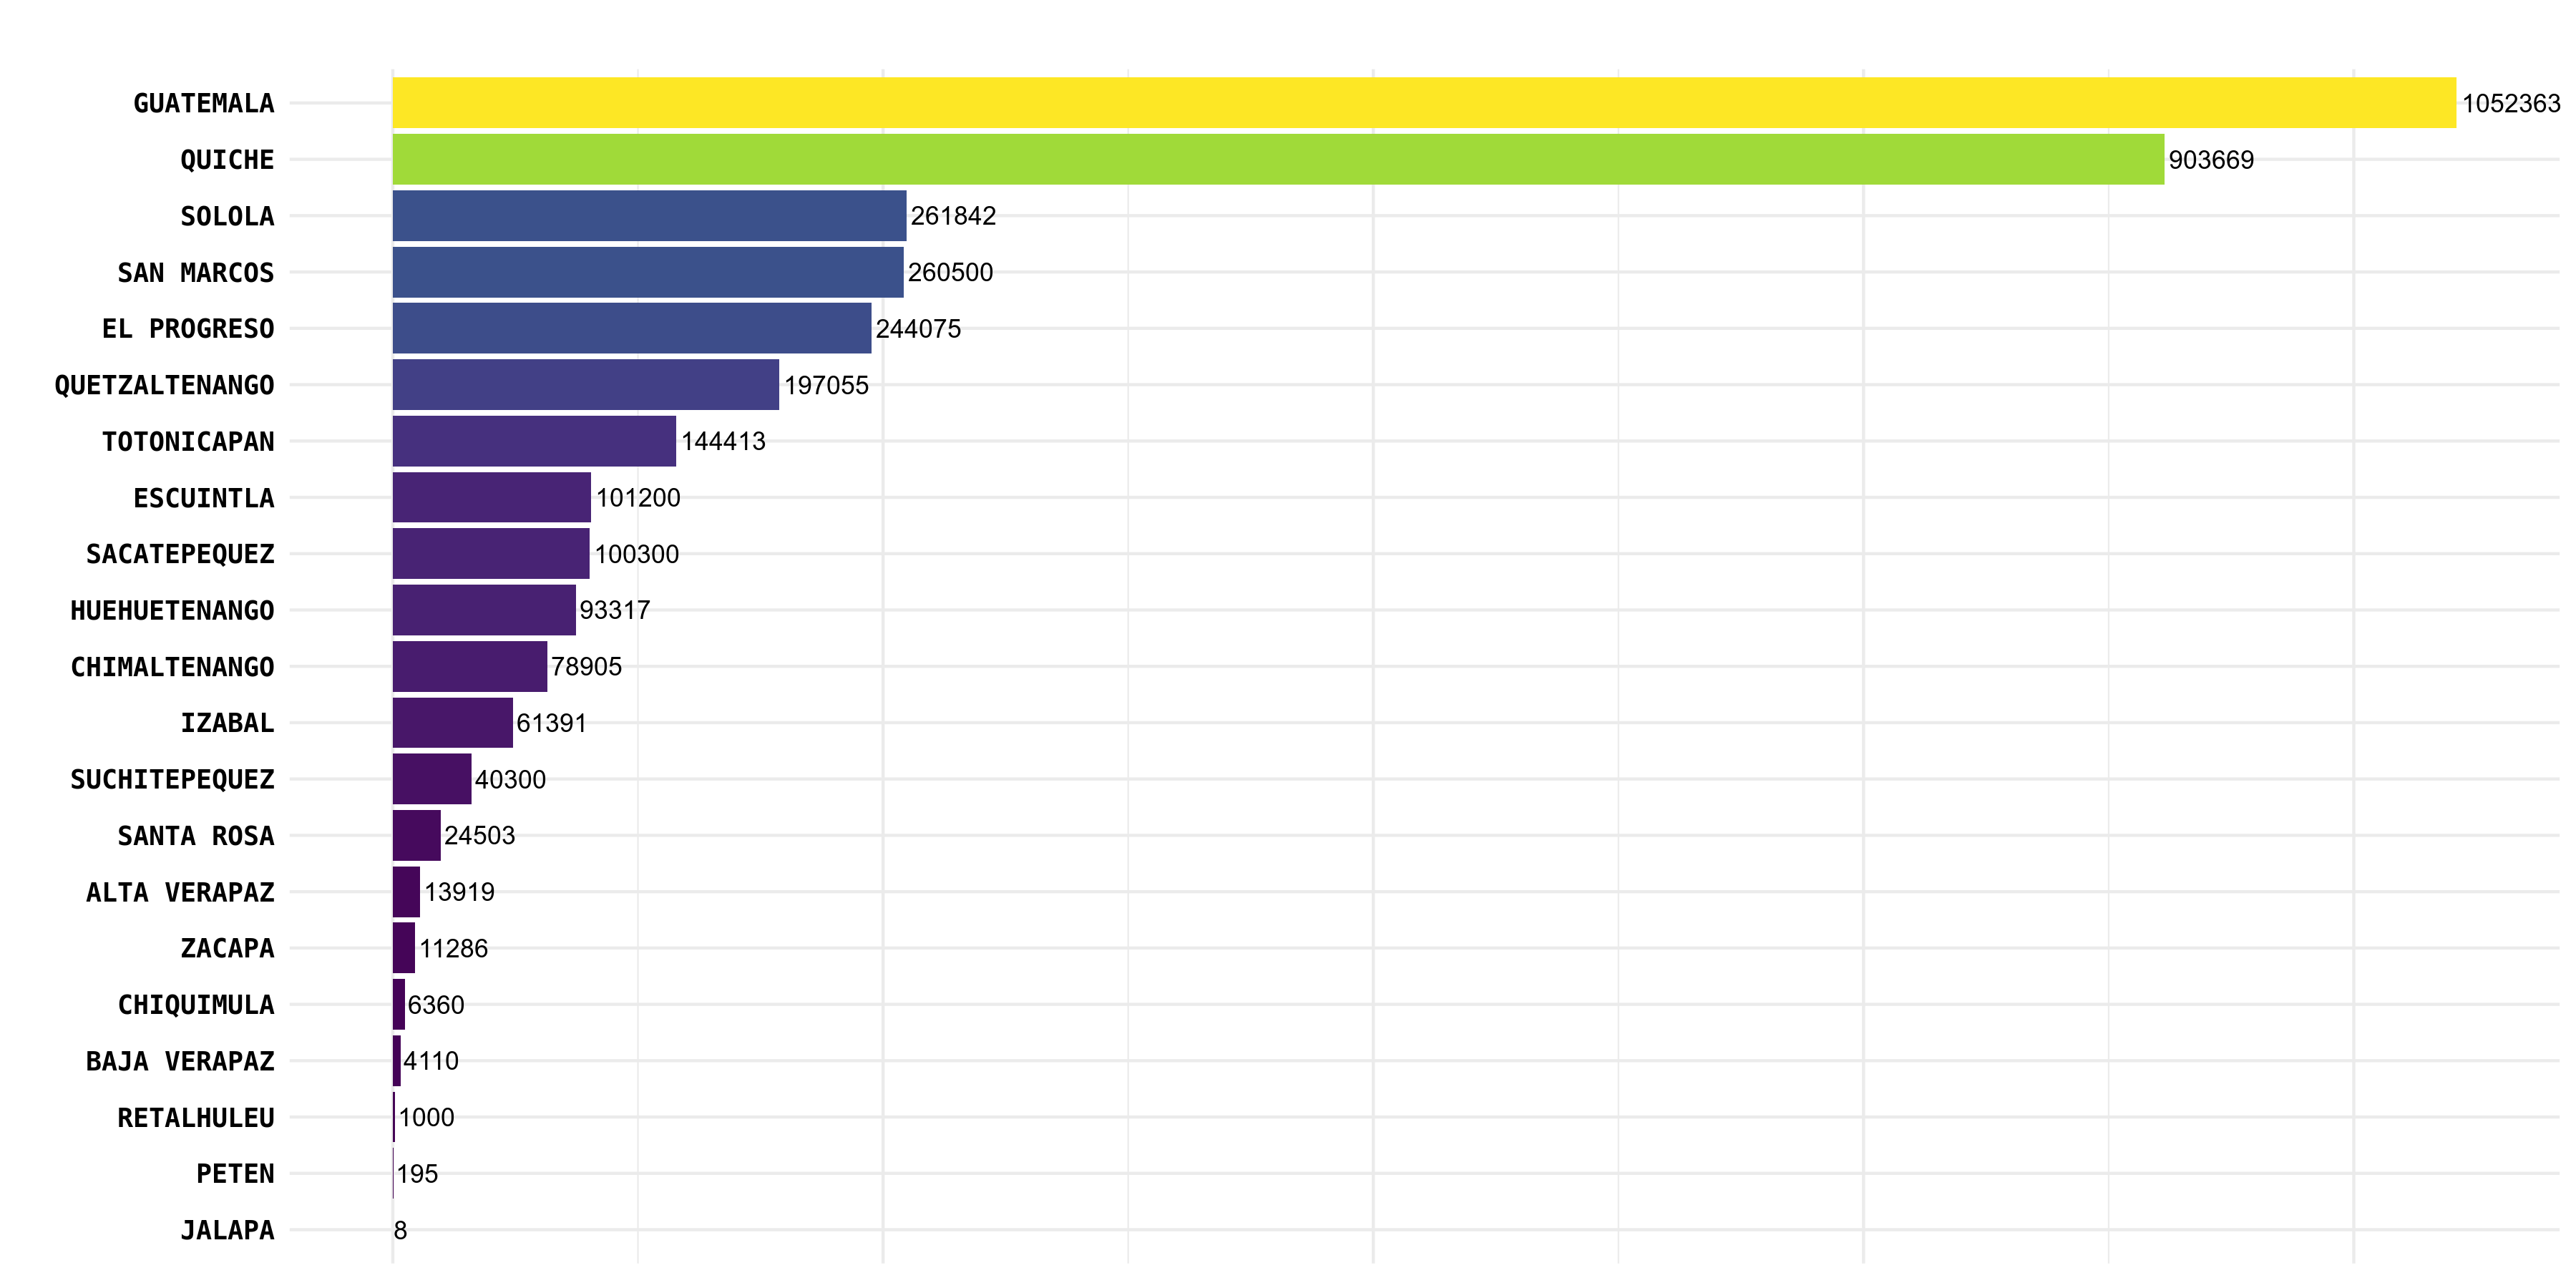 GUATEMALA 1052363
QUICHE 903669
SOLOLA 261842
SAN MARCOS 260500
EL PROGRESO 244075
QUETZALTENANGO 197055
TOTONICAPAN 144413
ESCUINTLA 101200
SACATEPEQUEZ 100300
HUEHUETENANGO 93317
CHIMALTENANGO 78905
IZABAL 61391
SUCHITEPEQUEZ 40300
SANTA ROSA 24503
ALTA VERAPAZ 13919
ZACAPA 11286
CHIQUIMULA 6360
BAJA VERAPAZ 4110
RETALHULEU 1000
PETEN 195
JALAPA 8